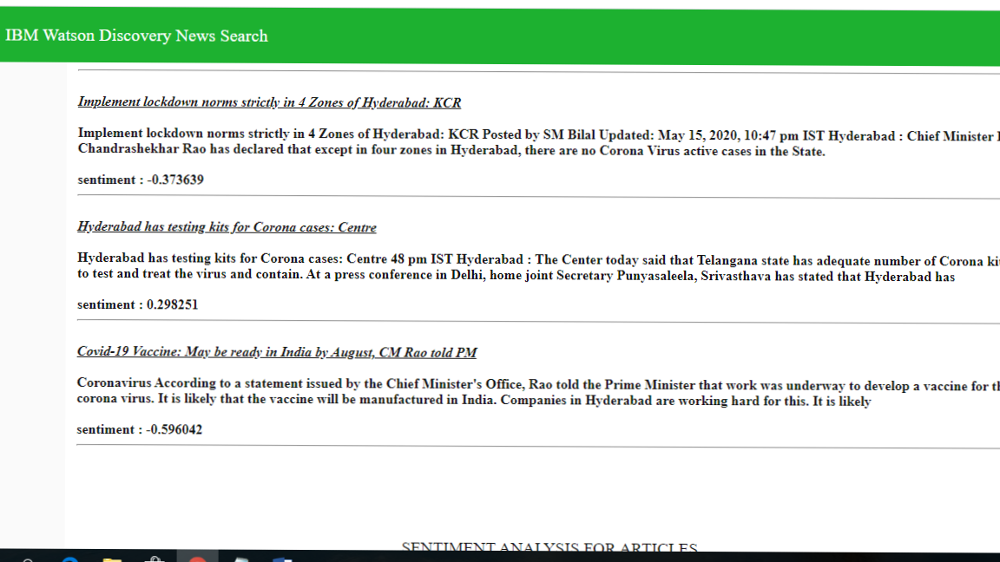 IBM Watson Discovery News Search
Implement lockdown norms strictly in 4 Zones of Hyderabad: KCR
Implement lockdown norms strictly in 4 Zones of Hyderabad: KCR Posted by SM Bilal Updated: May 15, 2020, 10:47 pm IST Hyderabad : Chief Minister
Chandrashekhar Rao has declared that except in four zones in Hyderabad, there are no Corona Virus active cases in the State.
sentiment : -0.373639
Hyderabad has testing kits for Corona cases: Centre
Hyderabad has testing kits for Corona cases: Centre 48 pm IST Hyderabad : The Center today said that Telangana state has adequate number of Corona
to test and treat the virus and contain. At a press conference in Delhi, home joint Secretary Punyasaleela, Srivasthava has stated that Hyderabad has
sentiment : 0.298251
Covid-19 Vaccine: May be ready in India by August, CM Rao told PM
Coronavirus According to a statement issued by the Chief Minister's Office, Rao told the Prime Minister that work was underway to develop a vaccine for
corona virus. It is likely that the vaccine will be manufactured in India. Companies in Hyderabad are working hard for this. It is likely
sentiment : -0.596042
SENTIMENT ANALYSIS FOR ARTICLES